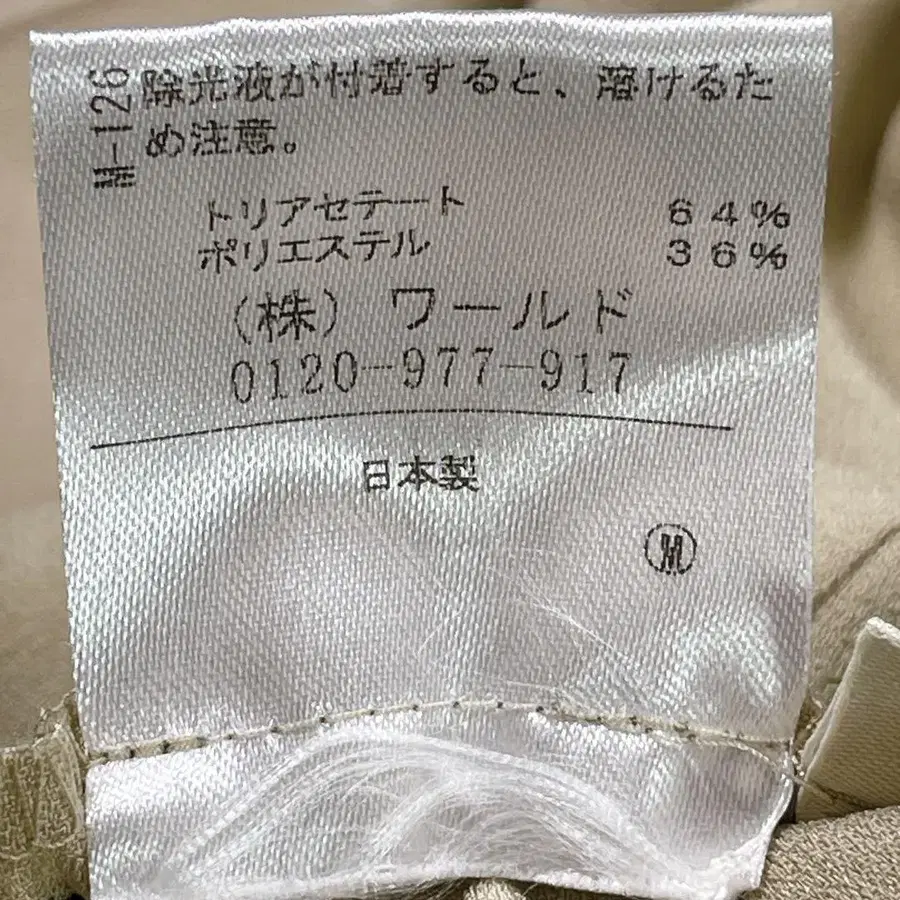 M-126
除光液が付着すると、溶けるた
め注意。
トリアセテート 64%
ポリエステル 36%
(株) ワールド
0120-977-917
日本製
M